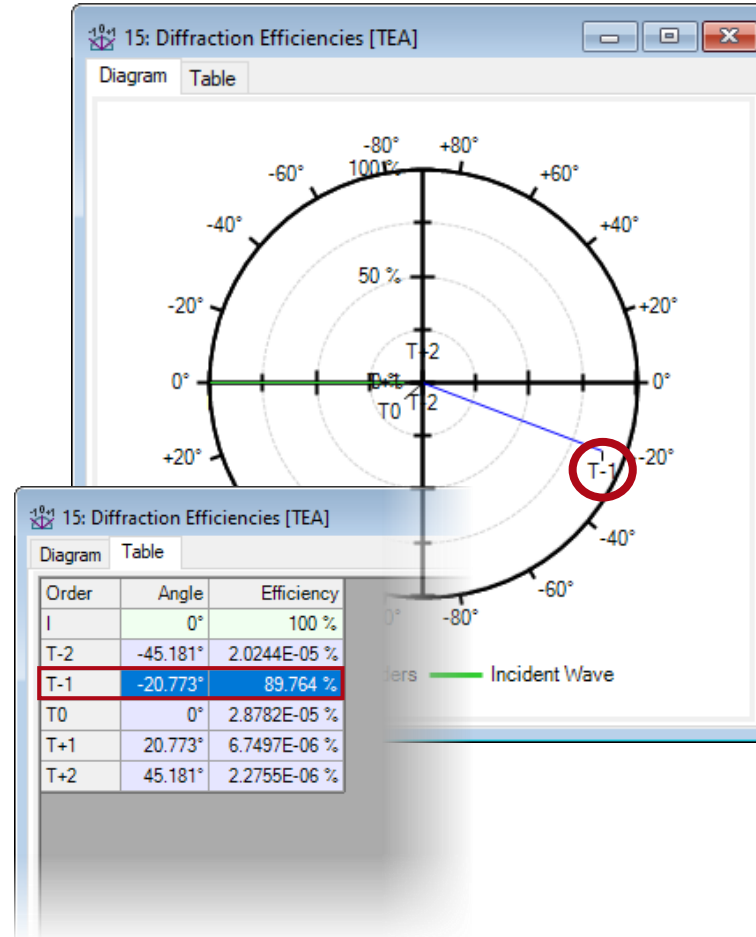 15: Diffraction Efficiencies [TEA]
Diagram Table
-80° +80°
-60° 100% +60°
-40° +40°
50 %
-20° +20°
T+2
0° 0°
T0 T-2
+20° T-1 -20°
-40°
-60°
0° -80°
ders Incident Wave
15: Diffraction Efficiencies [TEA]
Diagram Table
Order Angle Efficiency
I 0° 100 %
T-2 -45.181° 2.0244E-05 %
T-1 -20.773° 89.764 %
T0 0° 2.8782E-05 %
T+1 20.773° 6.7497E-06 %
T+2 45.181° 2.2755E-06 %